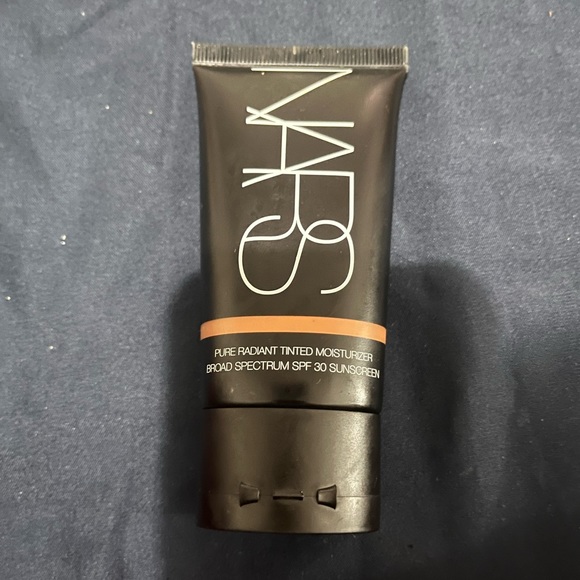 NARS
PURE RADIANT TINTED MOISTURIZER
BROAD SPECTRUM SPF 30 SUNSCREEN